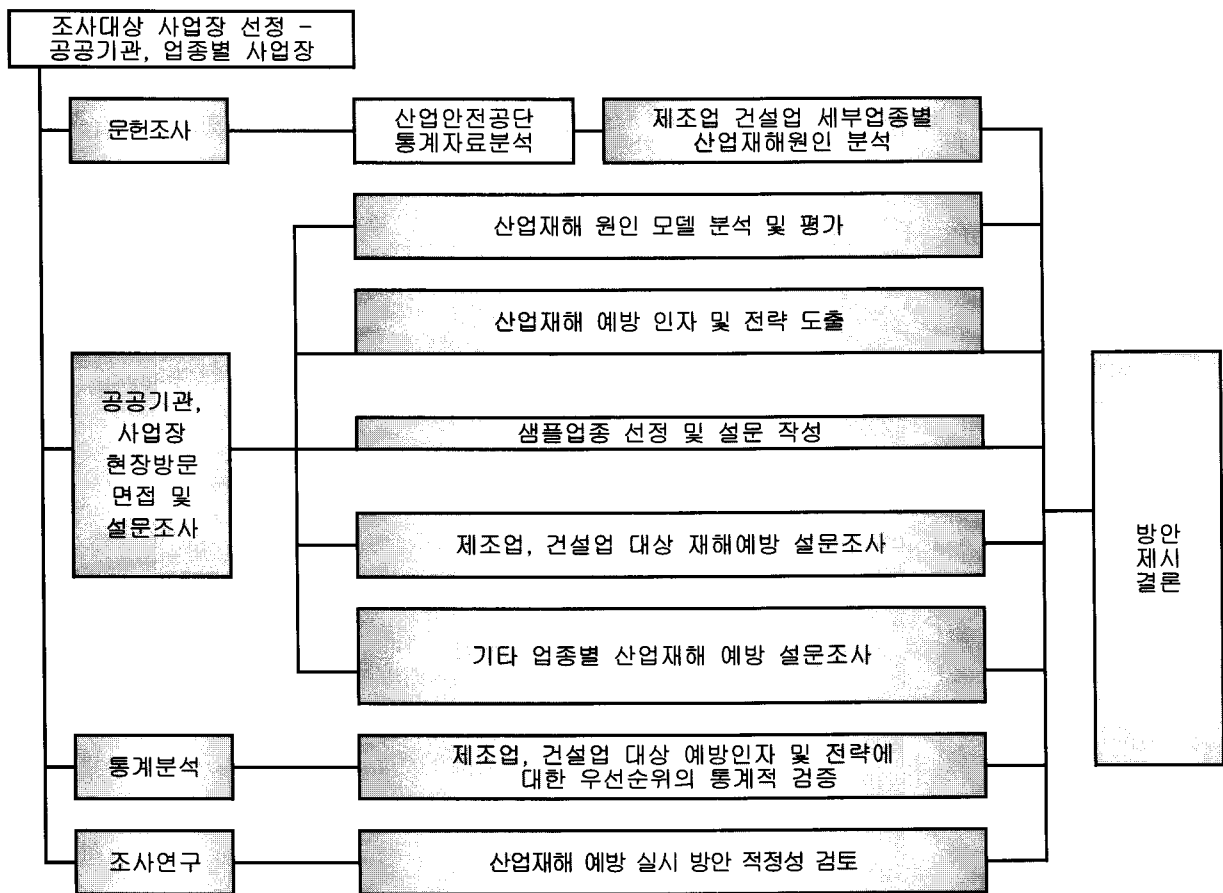 조사대상 사업장 선정 –
공공기관, 업종별 사업장
문헌조사
산업안전공단
통계자료분석
제조업 건설업 세부업종별
산업재해원인 분석
산업재해 원인 모델 분석 및 평가
산업재해 예방 인자 및 전략 도출
공공기관,
사업장
현장방문
면접 및
설문조사
샘플업종 선정 및 설문 작성
제조업, 건설업 대상 재해예방 설문조사
기타 업종별 산업재해 예방 설문조사
통계분석
제조업, 건설업 대상 예방인자 및 전략에
대한 우선순위의 통계적 검증
조사연구
산업재해 예방 실시 방안 적정성 검토
방안
제시
결론